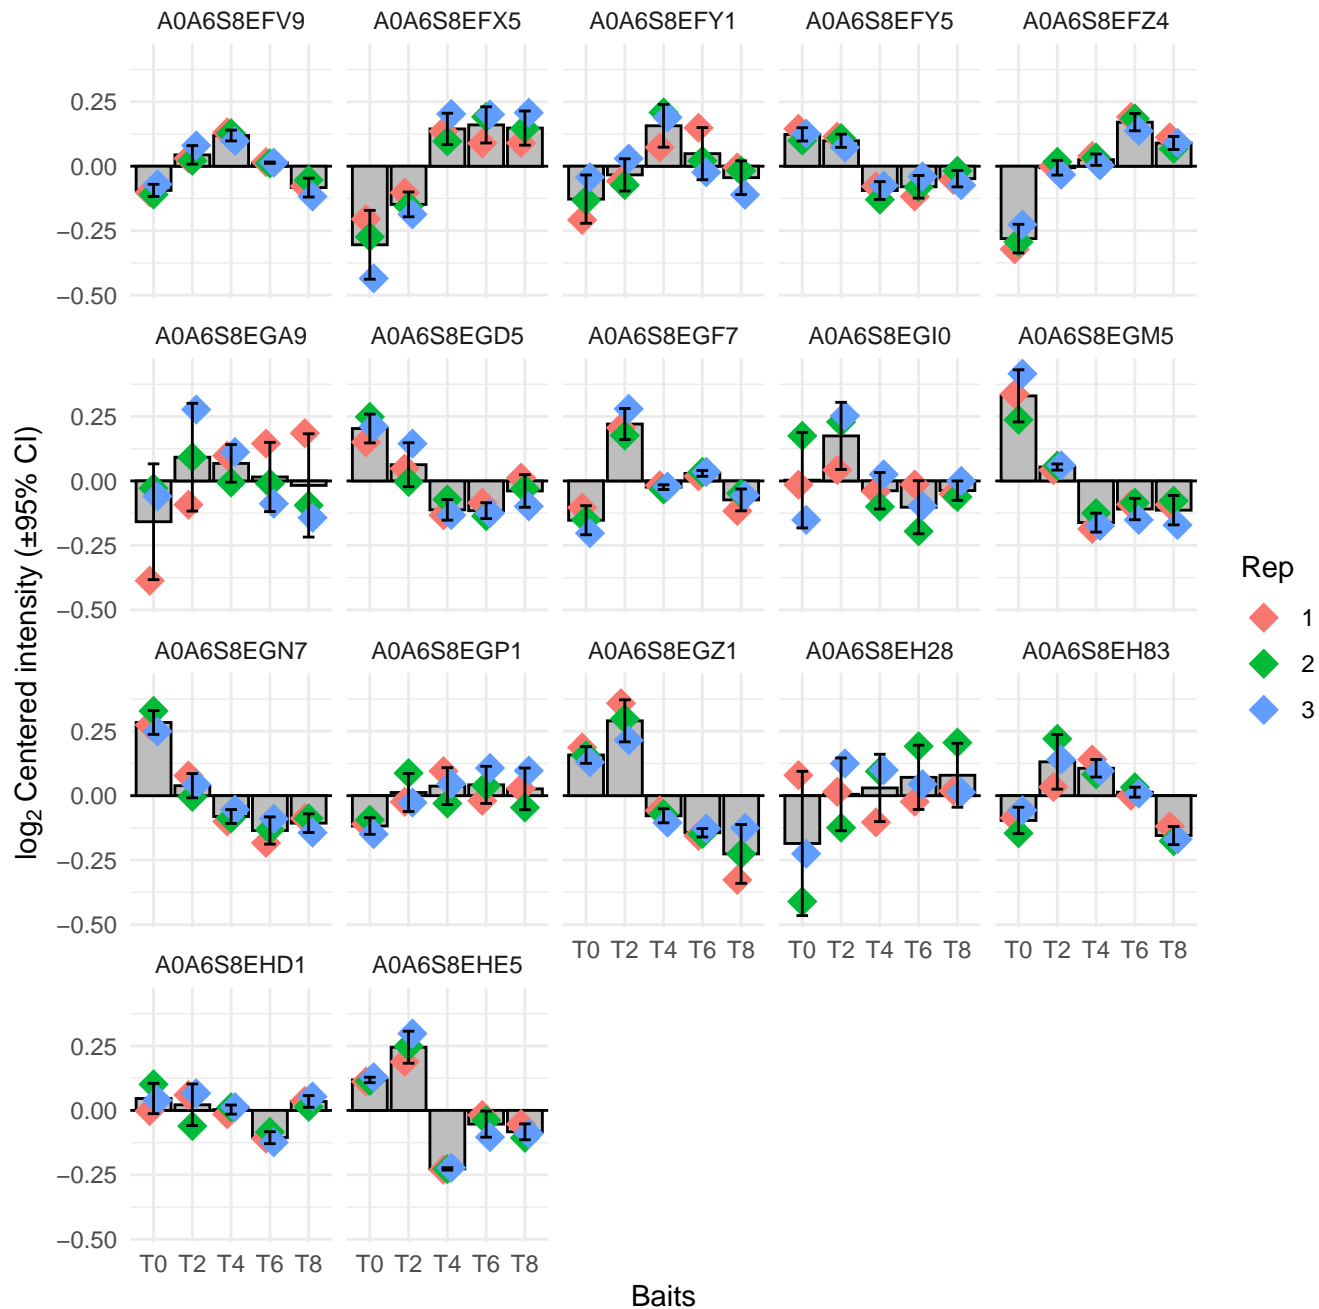 A0A6S8EFV9 A0A6S8EFX5 A0A6S8EFY1 A0A6S8EFY5 A0A6S8EFZ4
0.25
0.00
−0.25
−0.50
A0A6S8EGA9 A0A6S8EGD5 A0A6S8EGF7 A0A6S8EGI0 A0A6S8EGM5
0.25
0.00
−0.25
−0.50
A0A6S8EGN7 A0A6S8EGP1 A0A6S8EGZ1 A0A6S8EH28 A0A6S8EH83
0.25
0.00
−0.25
−0.50
T0 T2 T4 T6 T8 T0 T2 T4 T6 T8 T0 T2 T4 T6 T8
A0A6S8EHD1 A0A6S8EHE5
0.25
0.00
−0.25
−0.50
T0 T2 T4 T6 T8 T0 T2 T4 T6 T8
Baits
log₂ Centered intensity (±95% CI)
Rep
1
2
3